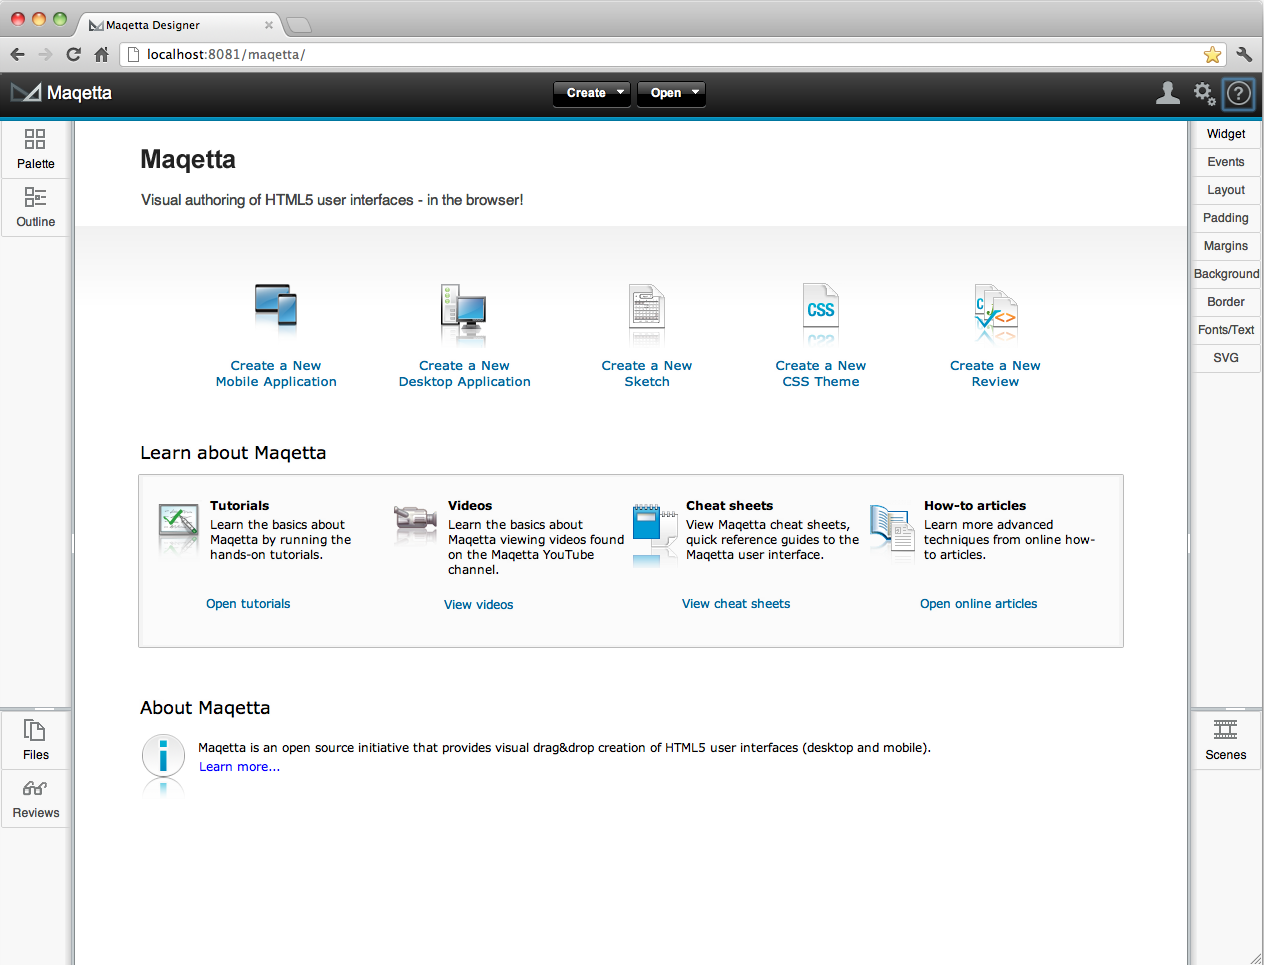 Maqetta Designer
localhost:8081/maqetta/
Maqetta
Create
Open
Palette
Outline
Maqetta
Visual authoring of HTML5 user interfaces - in the browser!
CSS
Create a New
Mobile Application
Create a New
Desktop Application
Create a New
Sketch
Create a New
CSS Theme
Create a New
Review
Learn about Maqetta
Tutorials
Learn the basics about
Maqetta by running the
hands-on tutorials.
Open tutorials
Videos
Learn the basics about
Maqetta viewing videos found
on the Maqetta YouTube
channel.
View videos
Cheat sheets
View Maqetta cheat sheets,
quick reference guides to the
Maqetta user interface.
View cheat sheets
How-to articles
Learn more advanced
techniques from online how-
to articles.
Open online articles
About Maqetta
Maqetta is an open source initiative that provides visual drag&drop creation of HTML5 user interfaces (desktop and mobile).
Learn more...
Files
Reviews
Widget
Events
Layout
Padding
Margins
Background
Border
Fonts/Text
SVG
Scenes